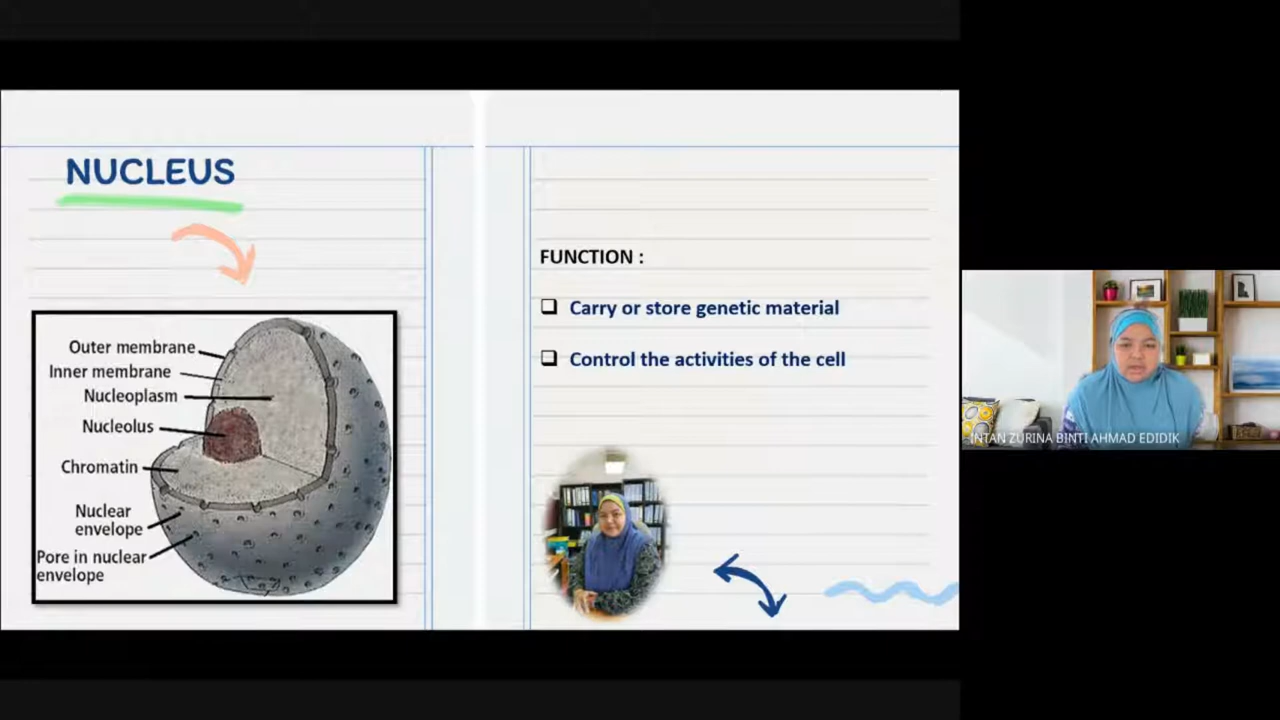 NUCLEUS
Outer membrane
Inner membrane
Nucleoplasm
Nucleolus
Chromatin
Nuclear
envelope
Pore in nuclear
envelope
FUNCTION :
Carry or store genetic material
Control the activities of the cell
INTAN ZURINA BINTI AHMAD EDIDIK